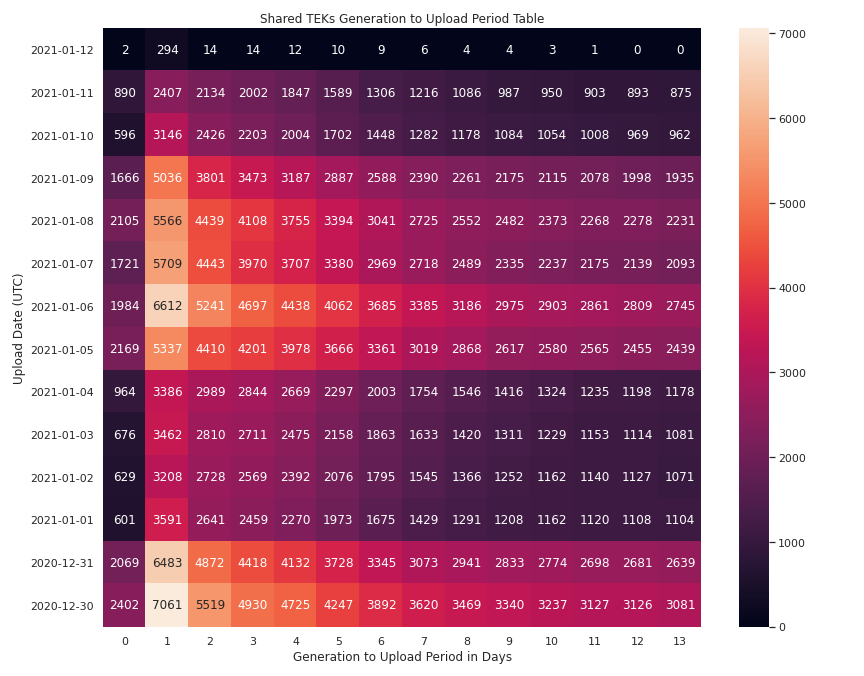 Shared TEKs Generation to Upload Period Table
2021-01-12 2 294 14 14 12 10 9 6 4 4 3 1 0 0
2021-01-11 890 2407 2134 2002 1847 1589 1306 1216 1086 987 950 903 893 875
2021-01-10 596 3146 2426 2203 2004 1702 1448 1282 1178 1084 1054 1008 969 962
2021-01-09 1666 5036 3801 3473 3187 2887 2588 2390 2261 2175 2115 2078 1998 1935
2021-01-08 2105 5566 4439 4108 3755 3394 3041 2725 2552 2482 2373 2268 2278 2231
2021-01-07 1721 5709 4443 3970 3707 3380 2969 2718 2489 2335 2237 2175 2139 2093
2021-01-06 1984 6612 5241 4697 4438 4062 3685 3385 3186 2975 2903 2861 2809 2745
2021-01-05 2169 5337 4410 4201 3978 3666 3361 3019 2868 2617 2580 2565 2455 2439
2021-01-04 964 3386 2989 2844 2669 2297 2003 1754 1546 1416 1324 1235 1198 1178
2021-01-03 676 3462 2810 2711 2475 2158 1863 1633 1420 1311 1229 1153 1114 1081
2021-01-02 629 3208 2728 2569 2392 2076 1795 1545 1366 1252 1162 1140 1127 1071
2021-01-01 601 3591 2641 2459 2270 1973 1675 1429 1291 1208 1162 1120 1108 1104
2020-12-31 2069 6483 4872 4418 4132 3728 3345 3073 2941 2833 2774 2698 2681 2639
2020-12-30 2402 7061 5519 4930 4725 4247 3892 3620 3469 3340 3237 3127 3126 3081
0 1 2 3 4 5 6 7 8 9 10 11 12 13
Generation to Upload Period in Days
Upload Date (UTC)
7000
6000
5000
4000
3000
2000
1000
0